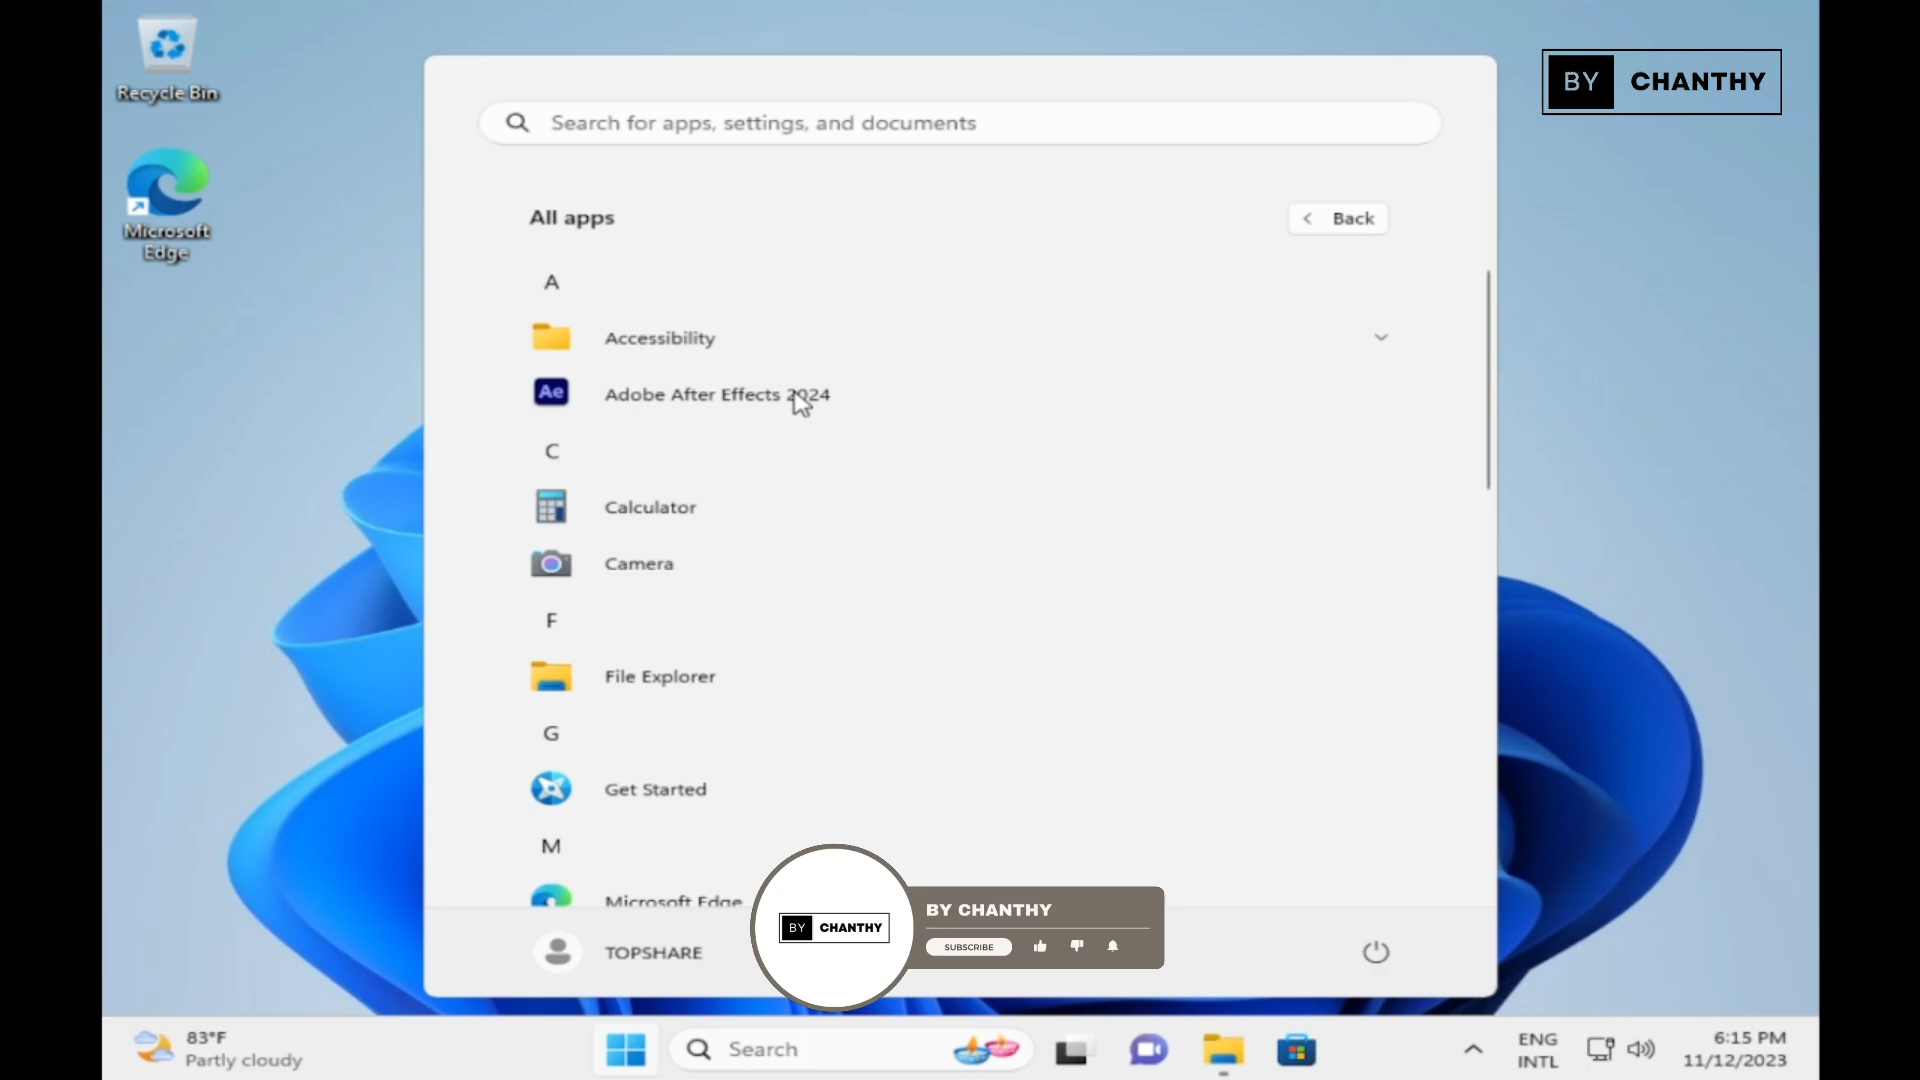 Recycle Bin
Microsoft
Edge
BY CHANTHY
Search for apps, settings, and documents
All apps
Back
A
Accessibility
Ae
Adobe After Effects 2024
C
Calculator
Camera
F
File Explorer
G
Get Started
M
Microsoft Edge
TOPSHARE
BY CHANTHY
BY CHANTHY
SUBSCRIBE
83°F
Partly cloudy
Search
ENG
INTL
6:15 PM
11/12/2023